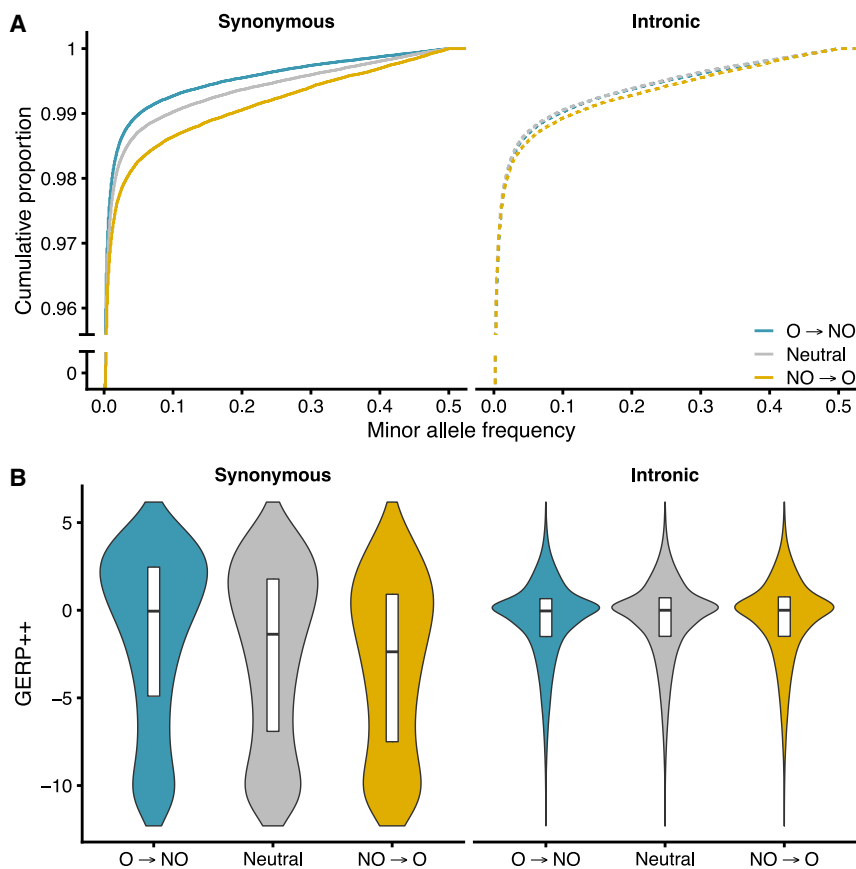 A
Synonymous
Intronic
Cumulative proportion
1
0.99
0.98
0.97
0.96
0
O → NO
Neutral
NO → O
0.0 0.1 0.2 0.3 0.4 0.5
0.0 0.1 0.2 0.3 0.4 0.5
Minor allele frequency
B
Synonymous
Intronic
GERP++
5
0
−5
−10
O → NO Neutral NO → O
O → NO Neutral NO → O